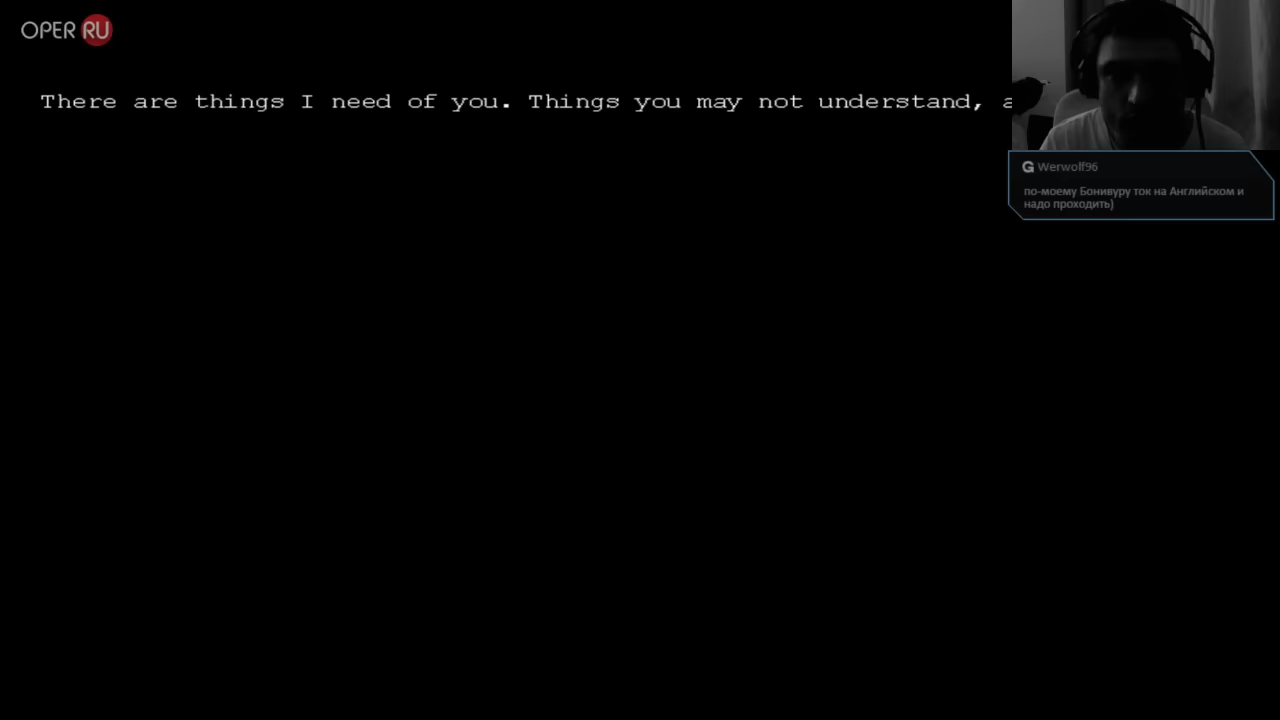 OPER RU
There are things I need of you. Things you may not understand, a
Werwolf96
по-моему Бонивуру ток на Английском и
надо проходить)